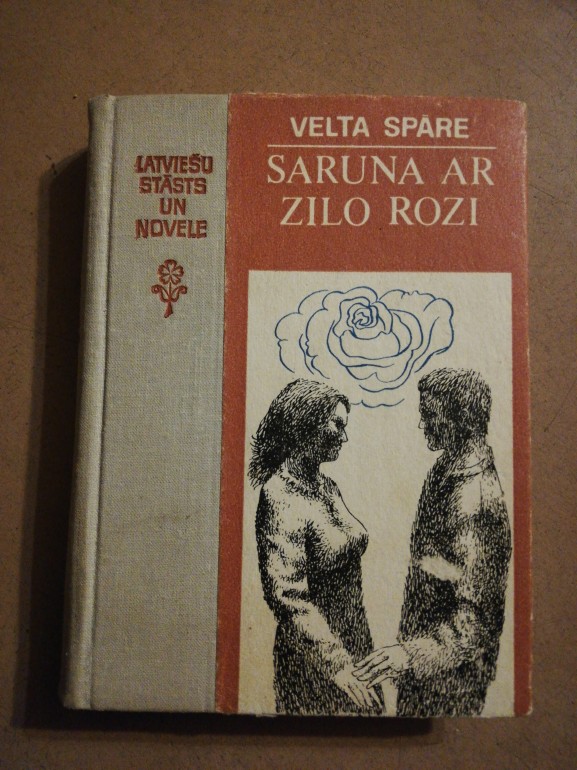 LATVIEŠU
STĀSTS
UN
NOVELE
VELTA SPĀRE
SARUNA AR
ZILO ROZI